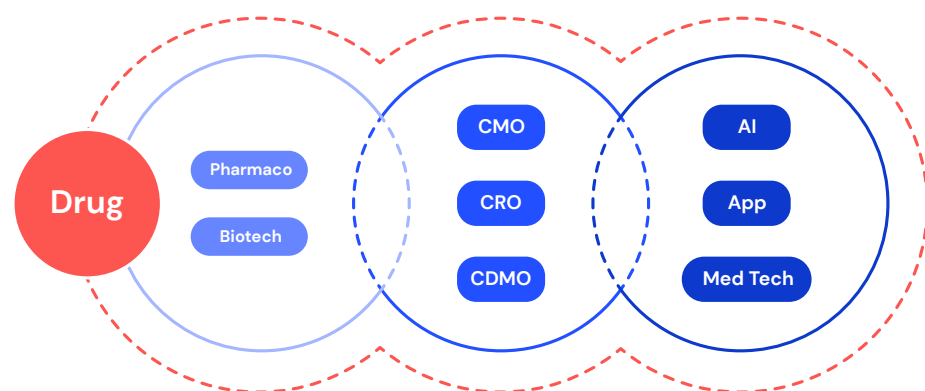 Drug
Pharmaco
Biotech
CMO
CRO
CDMO
AI
App
Med Tech